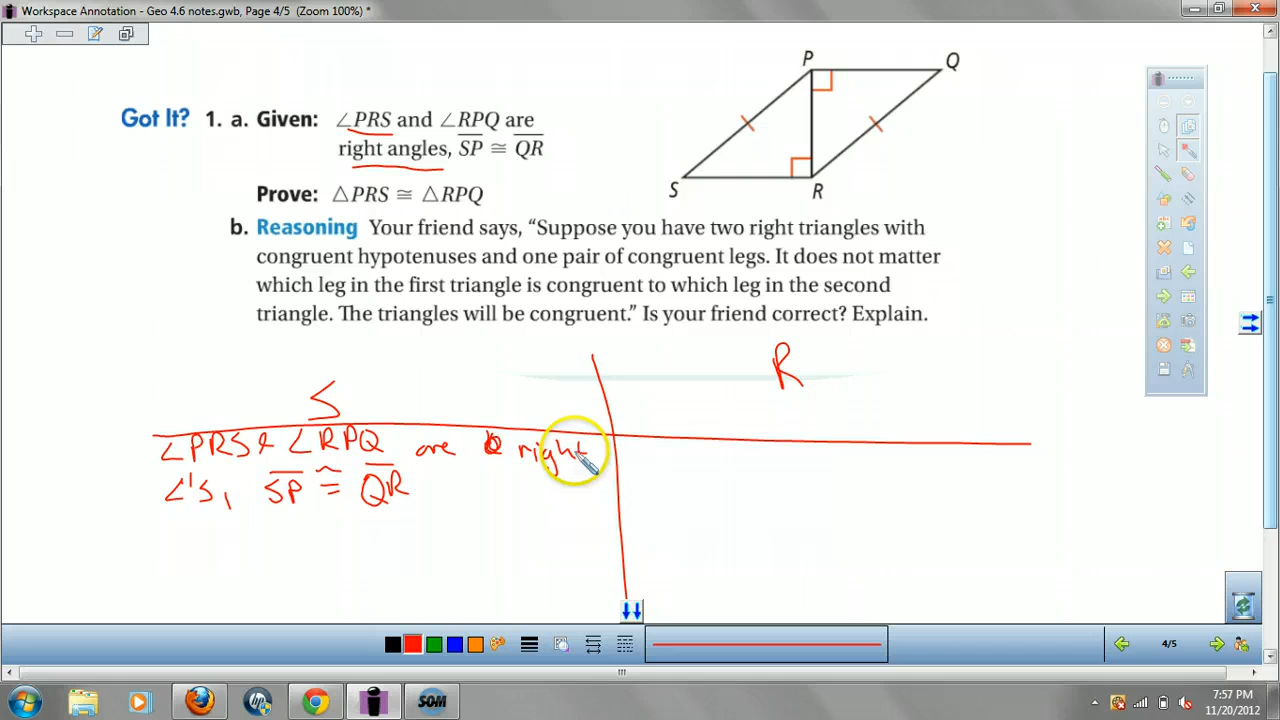 Workspace Annotation - Geo 4.6 notes.gwb, Page 4/5 (Zoom 100%) *
P
Q
S
R
Got It? 1. a. Given: ∠PRS and ∠RPQ are
right angles, S̅P̅ ≅ Q̅R̅
Prove: △PRS ≅ △RPQ
b. Reasoning Your friend says, “Suppose you have two right triangles with
congruent hypotenuses and one pair of congruent legs. It does not matter
which leg in the first triangle is congruent to which leg in the second
triangle. The triangles will be congruent.” Is your friend correct? Explain.
S
R
∠PRS & ∠RPQ are right
∠'s, S̅P̅ ≅ Q̅R̅
4/5
hp
SOM
7:57 PM
11/20/2012